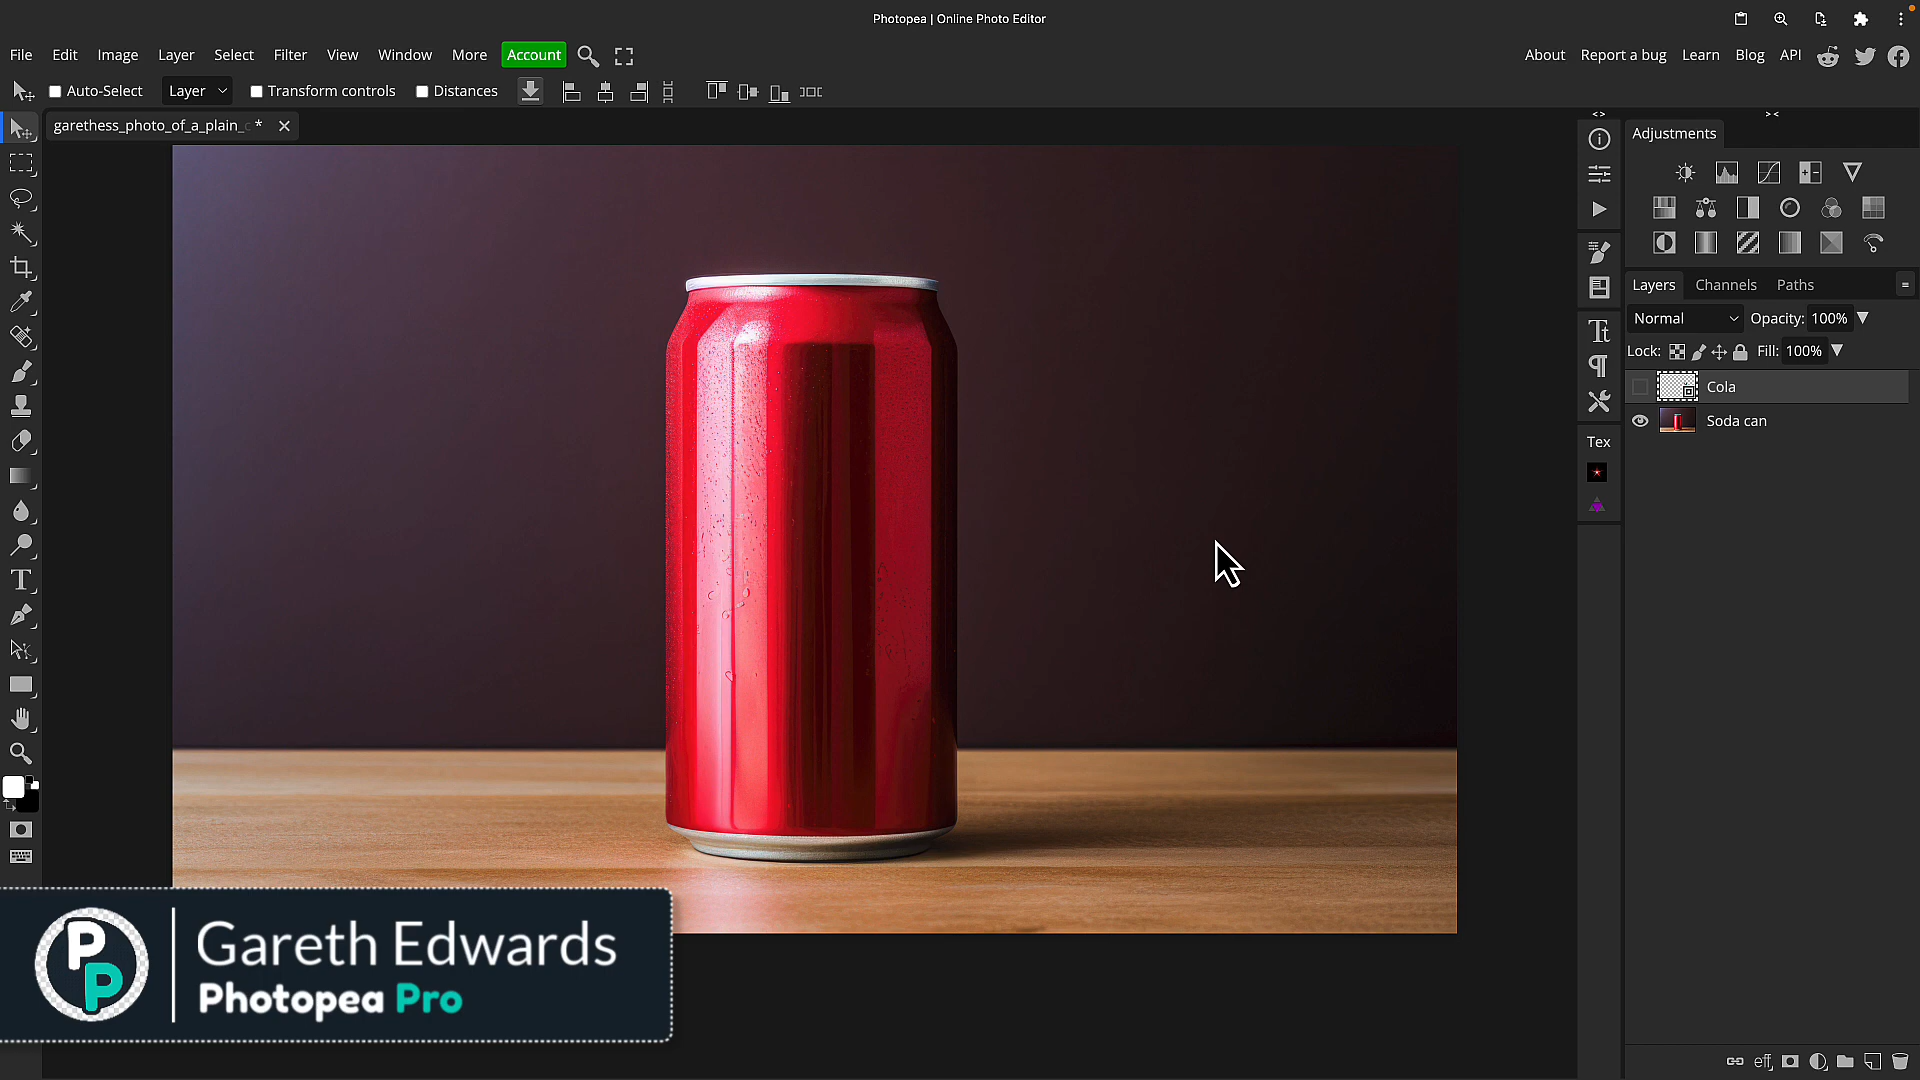 Photopea | Online Photo Editor
File Edit Image Layer Select Filter View Window More Account
About Report a bug Learn Blog API
Auto-Select Layer Transform controls Distances
garethess_photo_of_a_plain_c *
Adjustments
Layers Channels Paths
Normal Opacity: 100%
Lock: Fill: 100%
Cola
Soda can
Tex
eff
PP
Gareth Edwards
Photopea Pro